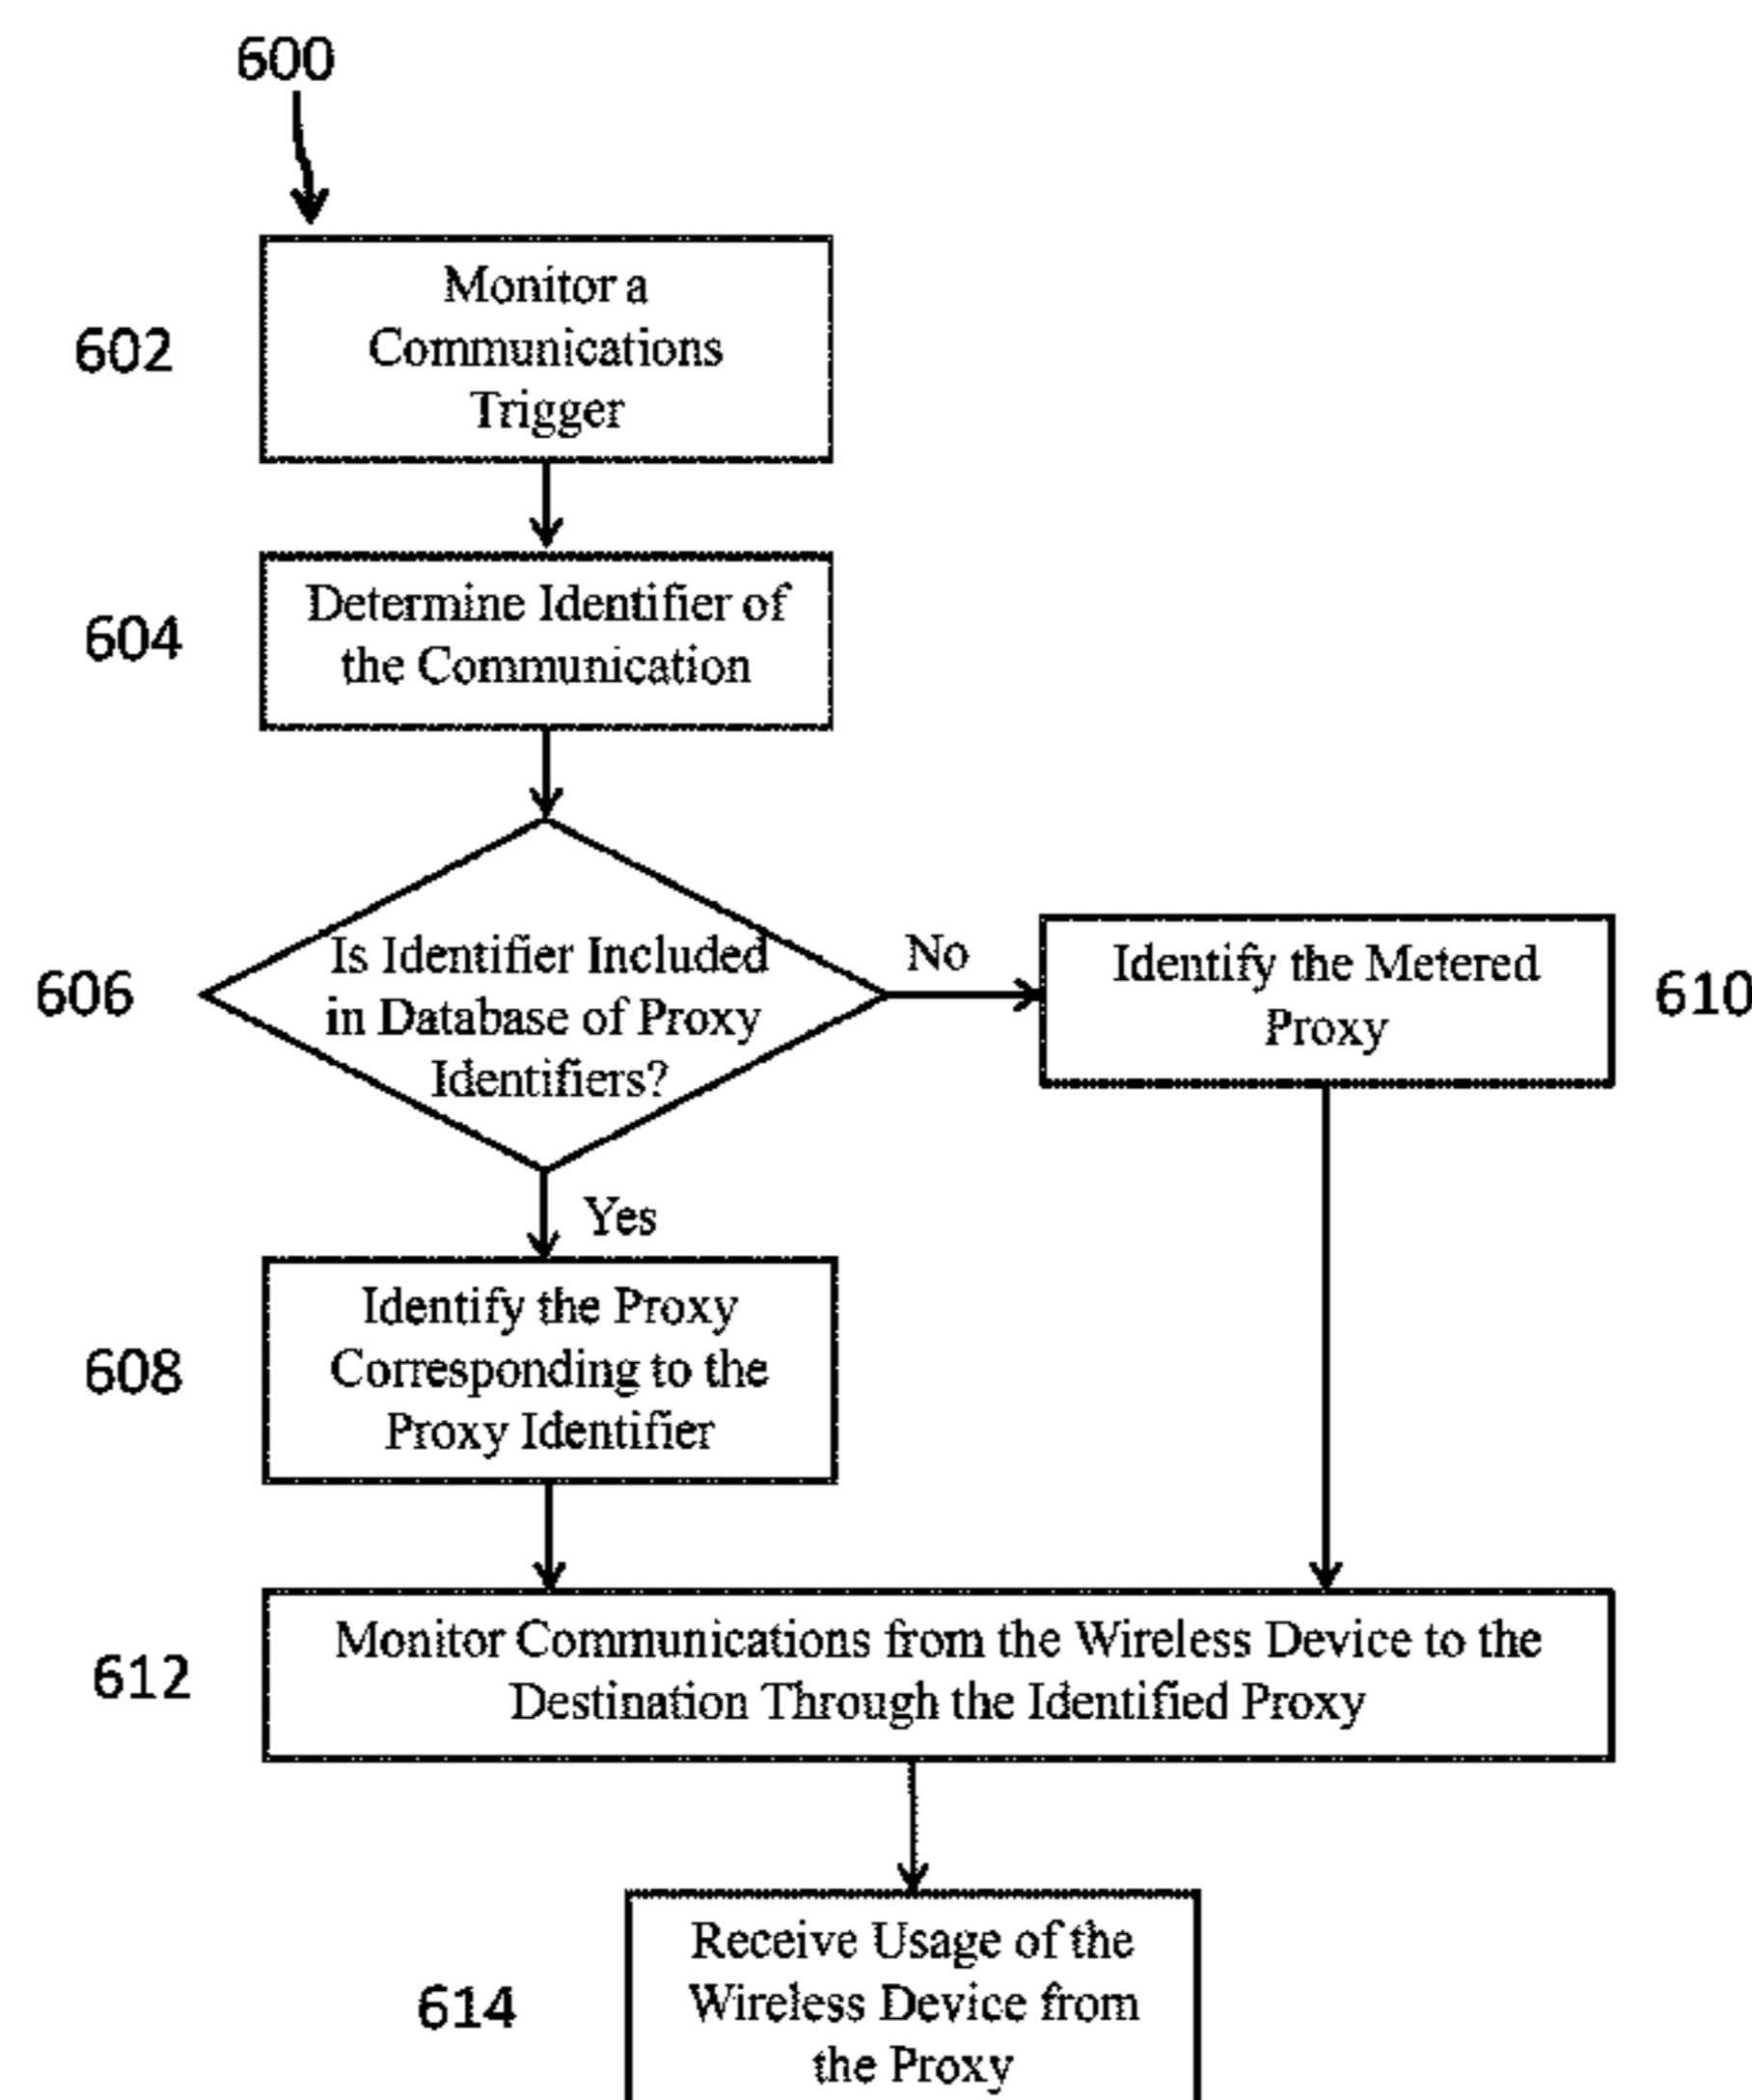 600
602
Monitor a
Communications
Trigger
604
Determine Identifier of
the Communication
606
Is Identifier Included
in Database of Proxy
Identifiers?
No
Identify the Metered
Proxy
610
Yes
608
Identify the Proxy
Corresponding to the
Proxy Identifier
612
Monitor Communications from the Wireless Device to the
Destination Through the Identified Proxy
614
Receive Usage of the
Wireless Device from
the Proxy